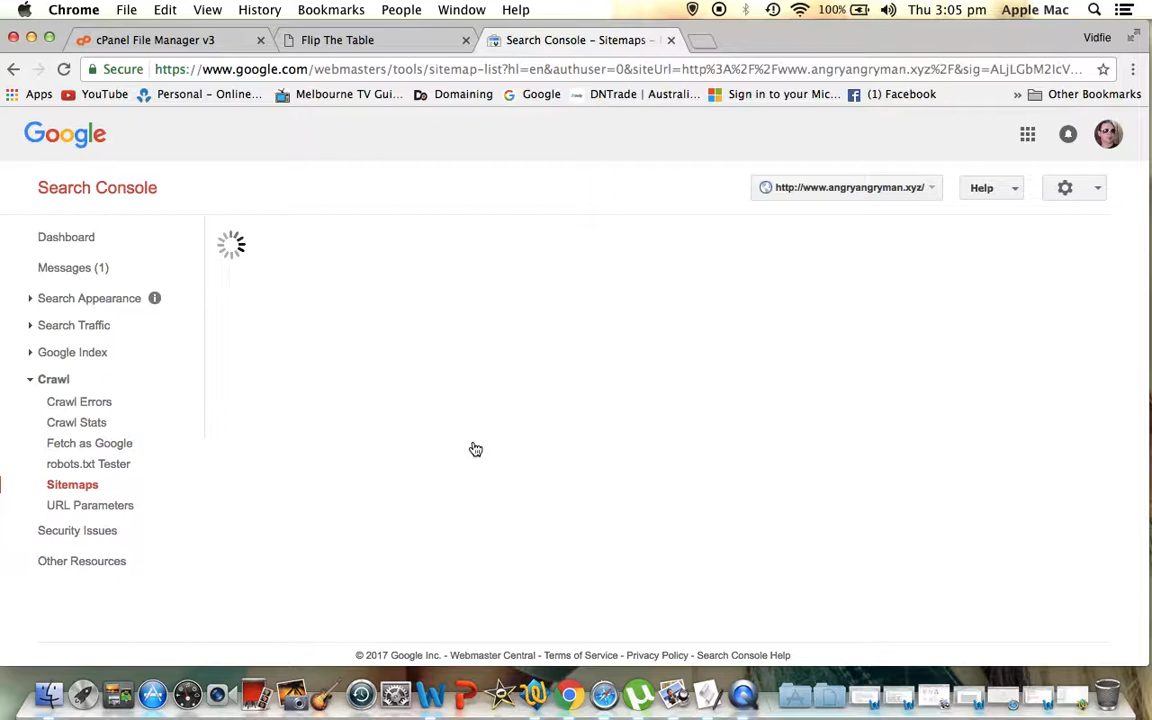 Chrome File Edit View History Bookmarks People Window Help 100% Thu 3:05 pm Apple Mac
cPanel File Manager v3 Flip The Table Search Console – Sitemaps – Vidfie
Secure https://www.google.com/webmasters/tools/sitemap-list?hl=en&authuser=0&siteUrl=http%3A%2F%2Fwww.angryangryman.xyz%2F&sig=ALjLGbM2IcV...
Apps YouTube Personal – Online... Melbourne TV Gui... Domaining Google DNTrade | Australi... Sign in to your Mic... (1) Facebook » Other Bookmarks
Google
Search Console http://www.angryangryman.xyz/ Help
Dashboard
Messages (1)
Search Appearance
Search Traffic
Google Index
Crawl
Crawl Errors
Crawl Stats
Fetch as Google
robots.txt Tester
Sitemaps
URL Parameters
Security Issues
Other Resources
© 2017 Google Inc. - Webmaster Central - Terms of Service - Privacy Policy - Search Console Help